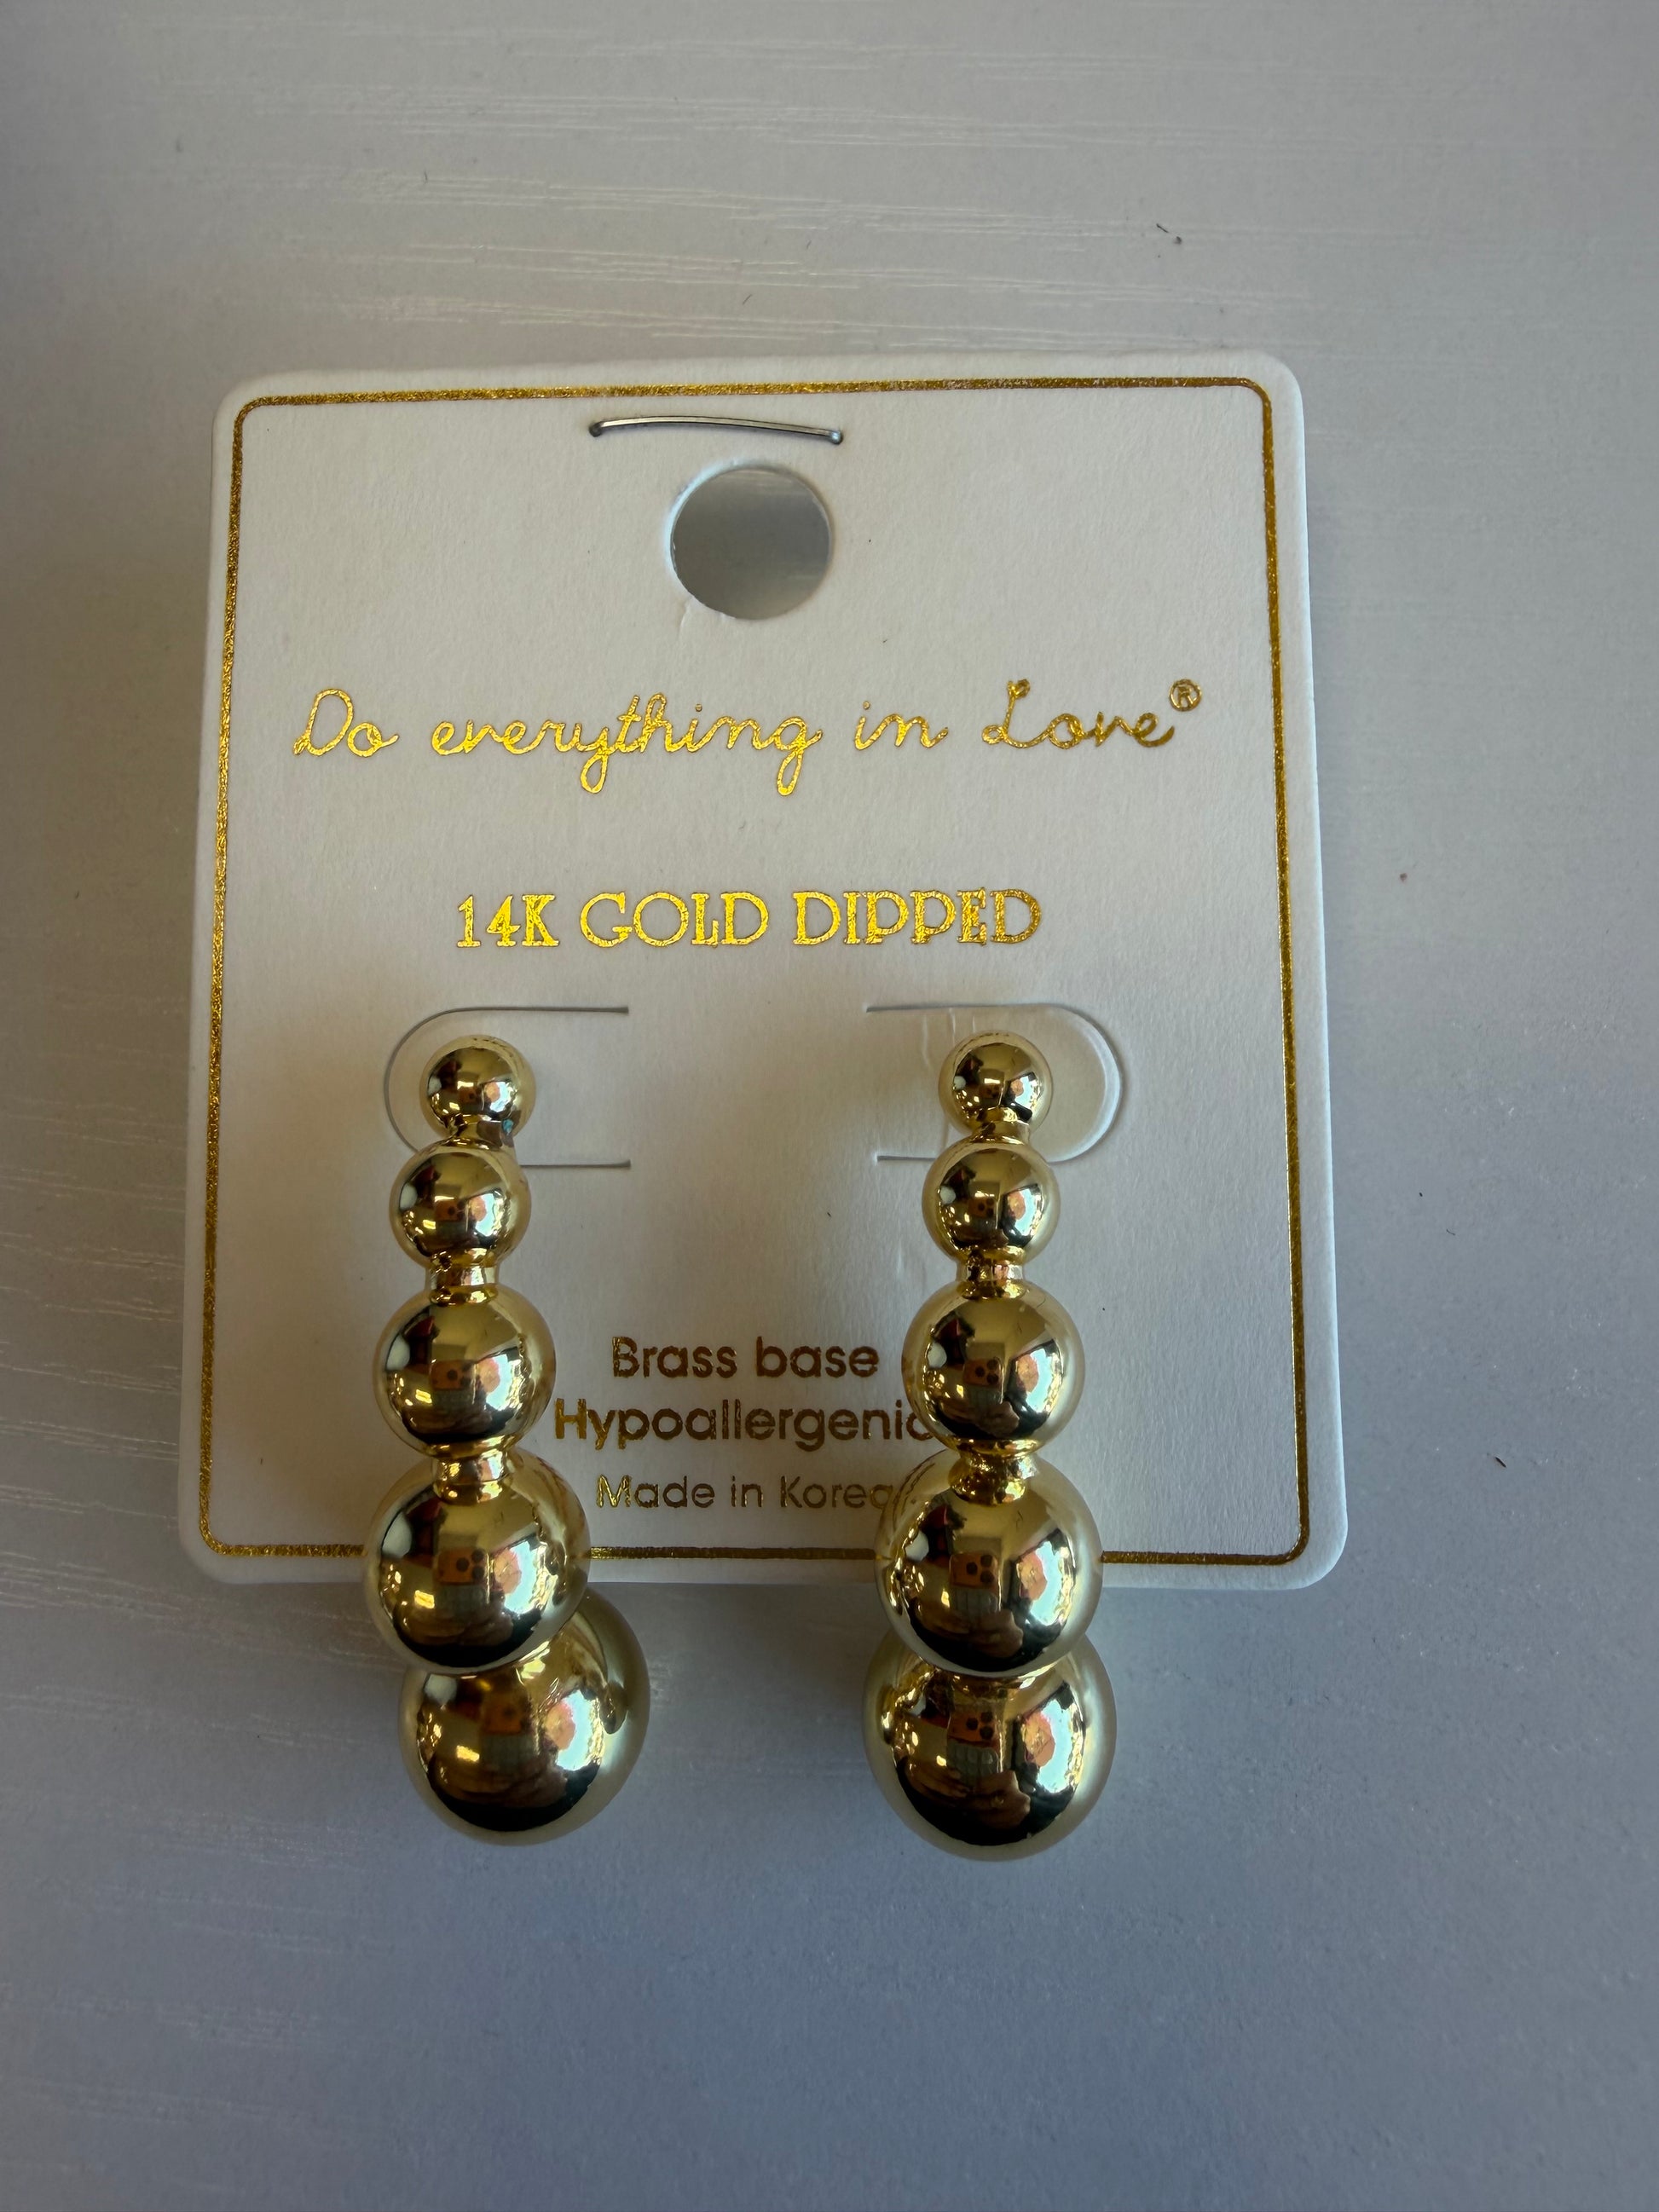 Do everything in Love®
14K GOLD DIPPED
Brass base
Hypoallergenic
Made in Korea